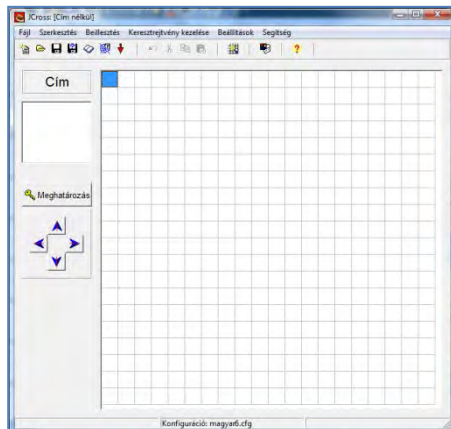 JCross: [Cím nélkül]
Fájl Szerkesztés Beillesztés Keresztrejtvény kezelése Beállítások Segítség
Cím
Meghatározás
Konfiguráció: magyar6.cfg